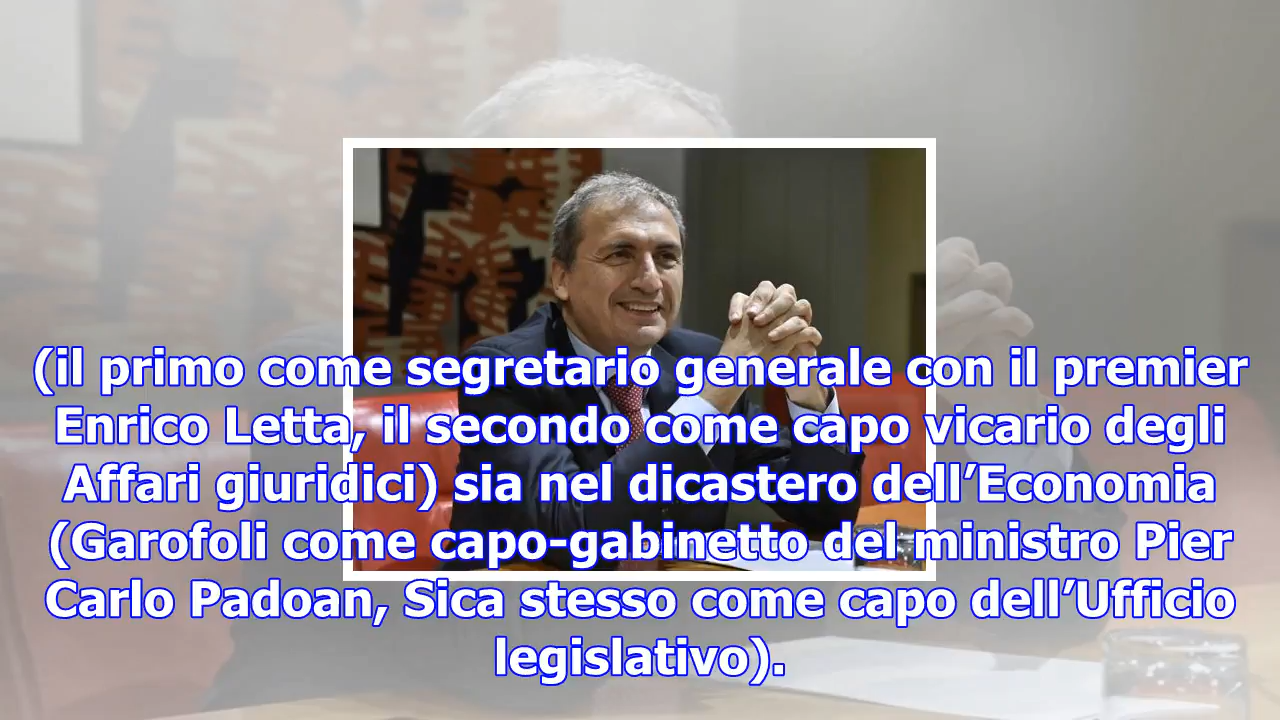 (il primo come segretario generale con il premier
Enrico Letta, il secondo come capo vicario degli
Affari giuridici) sia nel dicastero dell’Economia
(Garofoli come capo-gabinetto del ministro Pier
Carlo Padoan, Sica stesso come capo dell’Ufficio
legislativo).